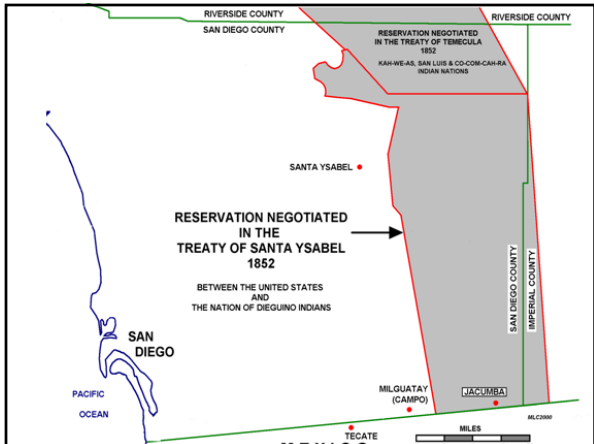 RIVERSIDE COUNTY
SAN DIEGO COUNTY
RIVERSIDE COUNTY
RESERVATION NEGOTIATED
IN THE TREATY OF TEMECULA
1852
KAH-WE-AS, SAN LUIS & CO-COM-CAH-RA
INDIAN NATIONS
SANTA YSABEL
RESERVATION NEGOTIATED
IN THE
TREATY OF SANTA YSABEL
1852
BETWEEN THE UNITED STATES
AND
THE NATION OF DIEGUINO INDIANS
SAN DIEGO COUNTY
IMPERIAL COUNTY
SAN
DIEGO
PACIFIC
OCEAN
MILGUATAY
(CAMPO)
JACUMBA
MLC2000
TECATE
MILES